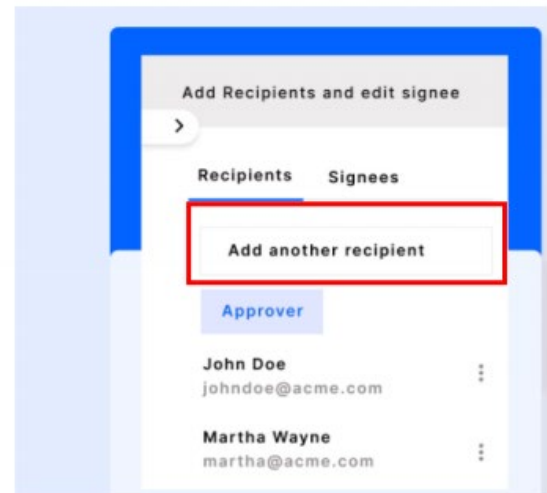 Add Recipients and edit signee
Recipients Signees
Add another recipient
Approver
John Doe
johndoe@acme.com
Martha Wayne
martha@acme.com